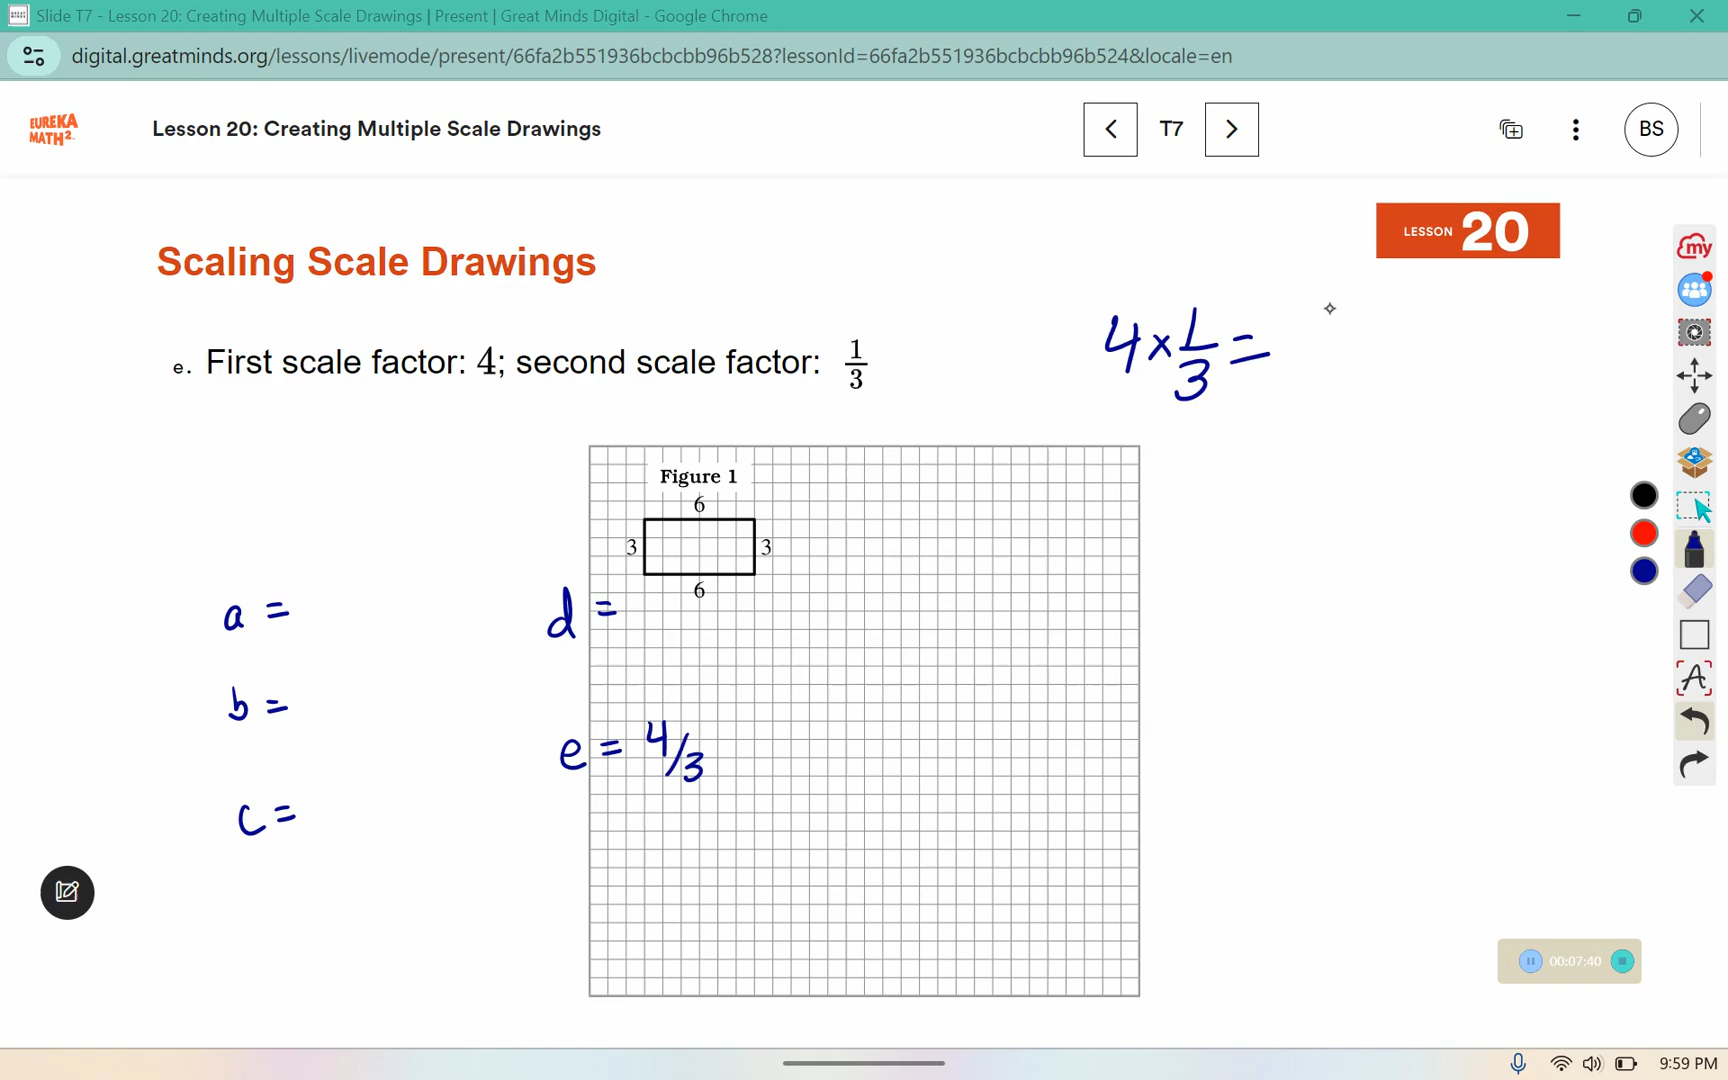 Slide T7 - Lesson 20: Creating Multiple Scale Drawings | Present | Great Minds Digital - Google Chrome
digital.greatminds.org/lessons/livemode/present/66fa2b551936bcbcbb96b528?lessonId=66fa2b551936bcbcbb96b524&locale=en
EUREKA
MATH²
Lesson 20: Creating Multiple Scale Drawings
T7
BS
LESSON 20
Scaling Scale Drawings
e. First scale factor: 4; second scale factor: 1/3
4 × 1/3 =
Figure 1
6
3
3
6
a =
d =
b =
e = 4/3
c =
my
A
00:07:40
9:59 PM